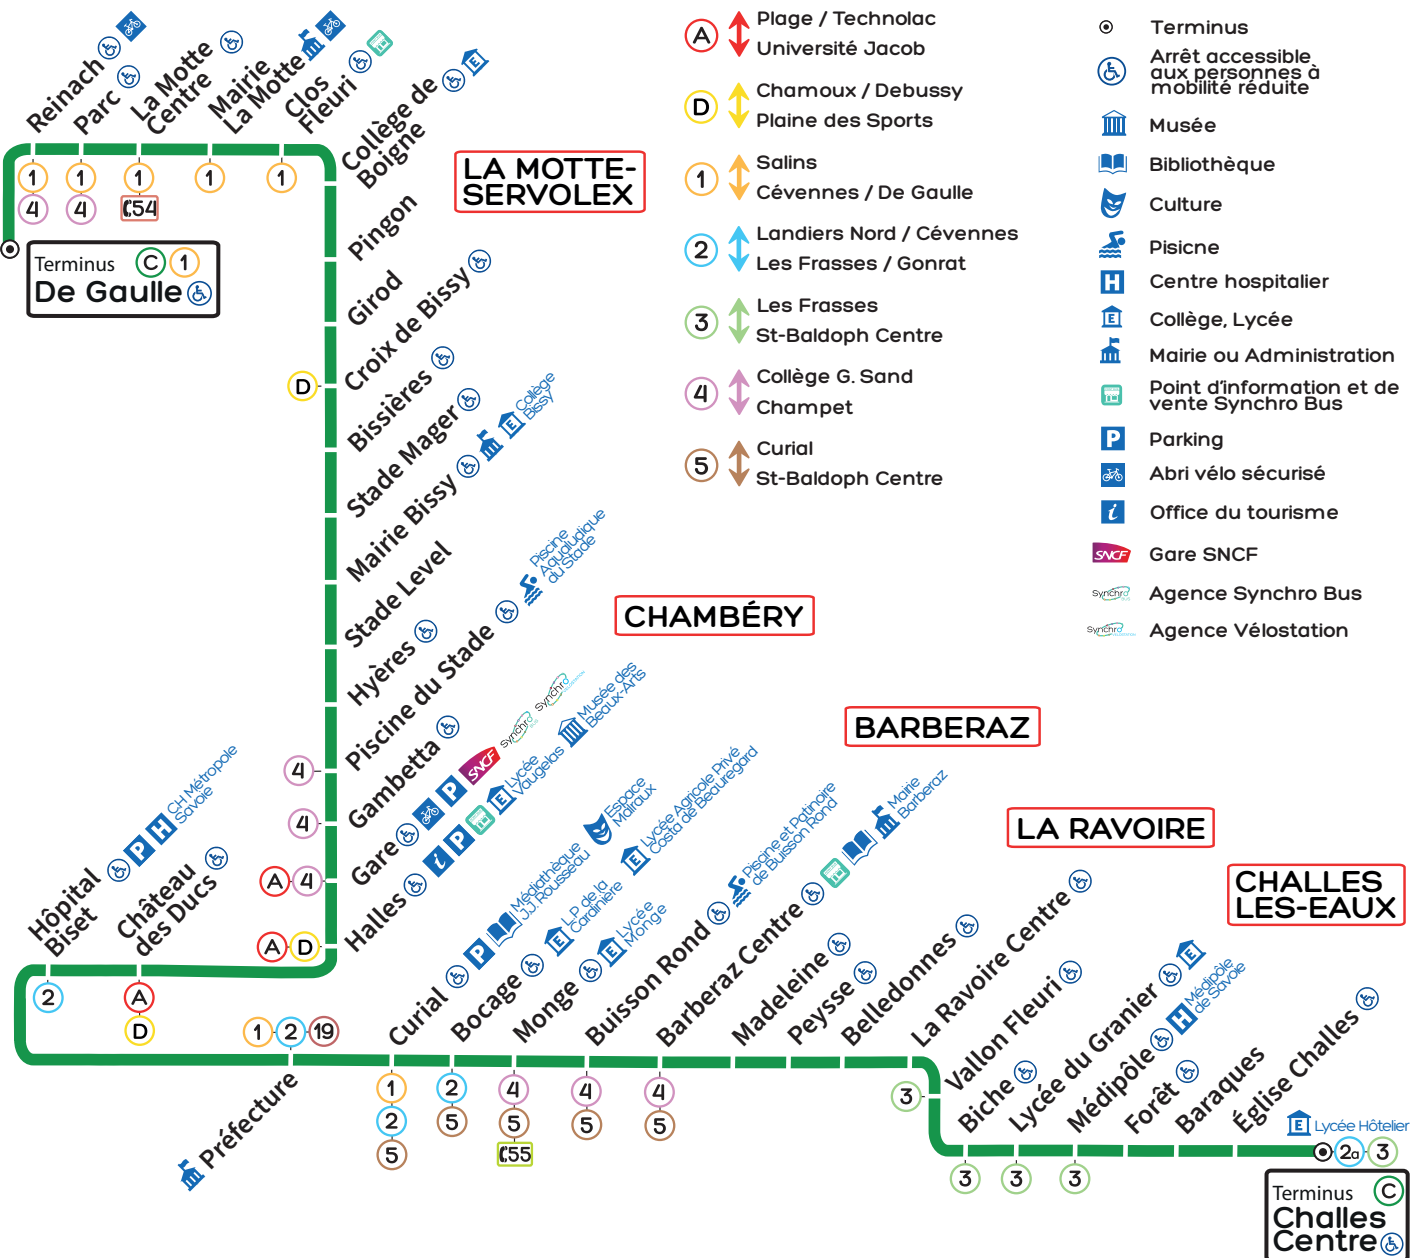 Reinach
Parc
La Motte
Centre
Mairie
La Motte
Clos
Fleuri
Collège de
Boigne
1
4
1
4
1
54
1
1
Terminus C 1
De Gaulle
LA MOTTE-
SERVOLEX
Pingon
Girod
Croix de Bissy
D
Bissières
Stade Mager
Mairie Bissy
Collège
Bissy
Stade Level
Hyères
Piscine du Stade
Piscine
Aqualudique
du Stade
4
Gambetta
4
Gare
SNCF
Synchro
BUS
Synchro
A 4
Halles
Lycée
Vaugelas
Musée des
Beaux-Arts
A D
CHAMBÉRY
Hôpital
Biset
CH Métropole
Savoie
2
Château
des Ducs
A
D
1 2 19
Préfecture
Curial
Médiathèque
J.J. Rousseau
Espace
Malraux
1
2
5
Bocage
L.P. de la
Cardinière
Lycée Agricole Privé
Costa de Beauregard
2
5
Monge
Lycée
Monge
4
5
55
Buisson Rond
Piscine et Patinoire
de Buisson Rond
4
5
Barberaz Centre
Mairie
Barberaz
4
5
BARBERAZ
Madeleine
Peysse
Belledonnes
La Ravoire Centre
LA RAVOIRE
Vallon Fleuri
3
Biche
3
Lycée du Granier
3
Médipôle
Médipôle
de Savoie
3
Forêt
Baraques
Église Challes
CHALLES
LES-EAUX
Lycée Hôtelier
2a 3
Terminus C
Challes
Centre
A
Plage / Technolac
Université Jacob
D
Chamoux / Debussy
Plaine des Sports
1
Salins
Cévennes / De Gaulle
2
Landiers Nord / Cévennes
Les Frasses / Gonrat
3
Les Frasses
St-Baldoph Centre
4
Collège G. Sand
Champet
5
Curial
St-Baldoph Centre
Terminus
Arrêt accessible
aux personnes à
mobilité réduite
Musée
Bibliothèque
Culture
Pisicne
H Centre hospitalier
E Collège, Lycée
Mairie ou Administration
Point d'information et de
vente Synchro Bus
P Parking
Abri vélo sécurisé
i Office du tourisme
SNCF Gare SNCF
Synchro BUS Agence Synchro Bus
Synchro Agence Vélostation